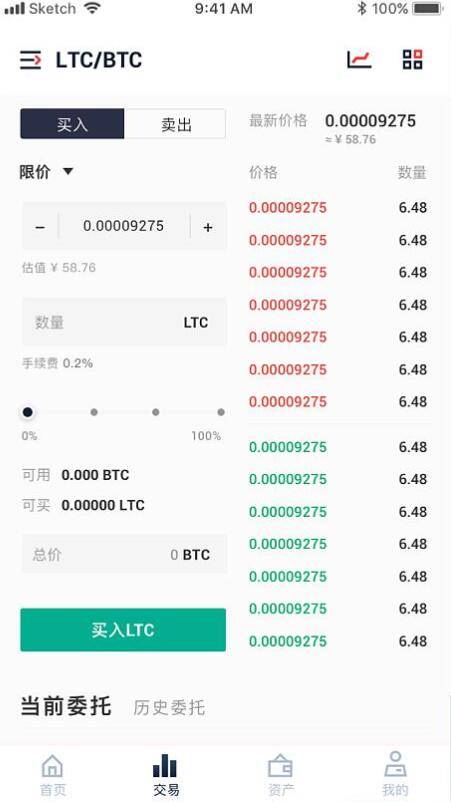 Sketch 9:41 AM 100%
LTC/BTC
买入 卖出
限价
− 0.00009275 +
估值 ¥ 58.76
数量 LTC
手续费 0.2%
0% 100%
可用 0.000 BTC
可买 0.00000 LTC
总价 0 BTC
买入LTC
最新价格 0.00009275
≈ ¥ 58.76
价格 数量
0.00009275 6.48
0.00009275 6.48
0.00009275 6.48
0.00009275 6.48
0.00009275 6.48
0.00009275 6.48
0.00009275 6.48
0.00009275 6.48
0.00009275 6.48
0.00009275 6.48
0.00009275 6.48
0.00009275 6.48
0.00009275 6.48
0.00009275 6.48
当前委托 历史委托
首页 交易 资产 我的